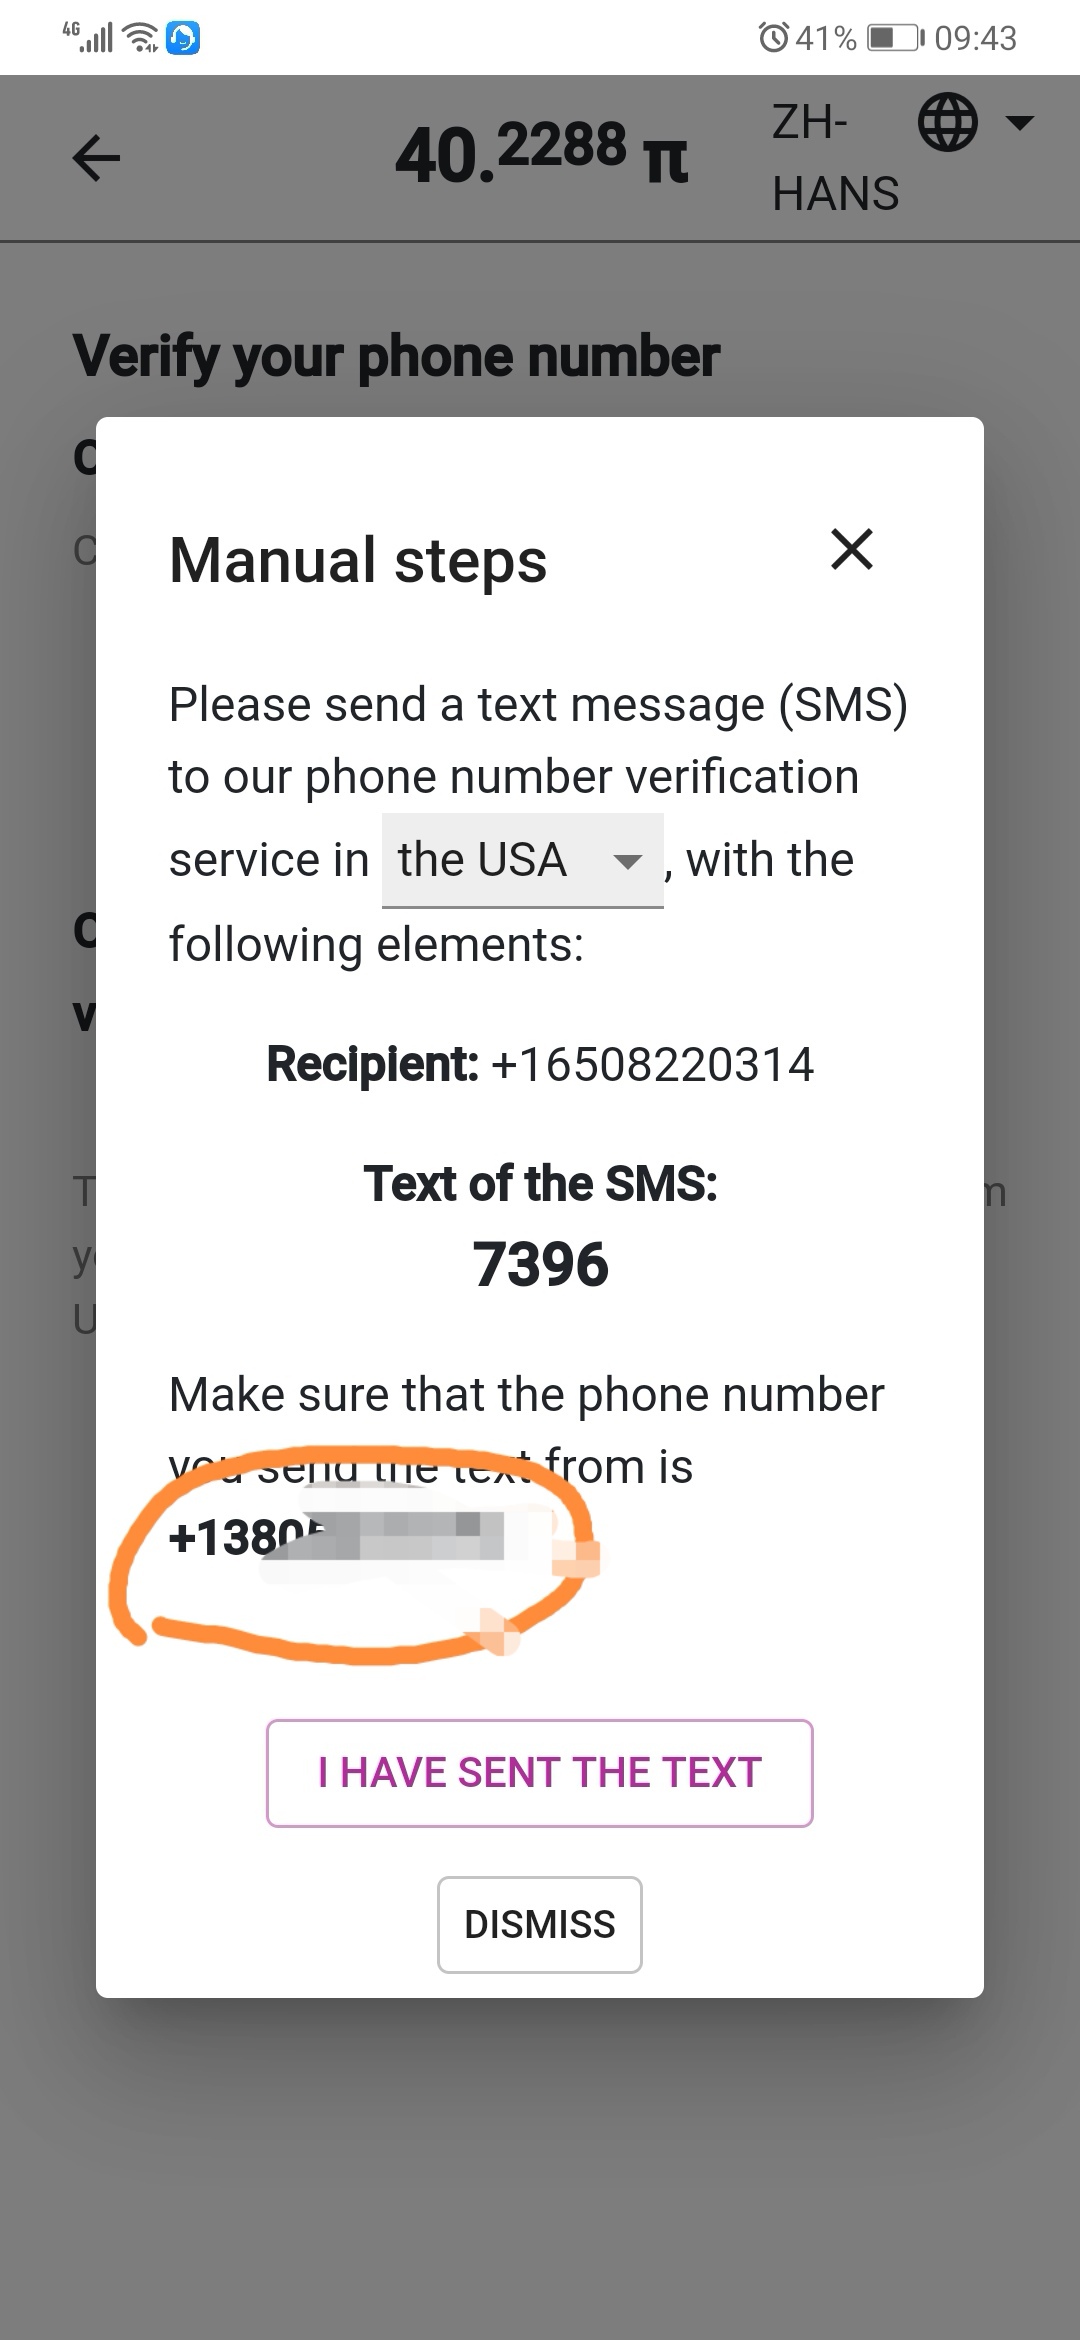 4G 41% 09:43
40.2288 π
ZH-
HANS
Verify your phone number
Manual steps
Please send a text message (SMS)
to our phone number verification
service in the USA , with the
following elements:
Recipient: +16508220314
Text of the SMS:
7396
Make sure that the phone number
you send the text from is
+1380
I HAVE SENT THE TEXT
DISMISS